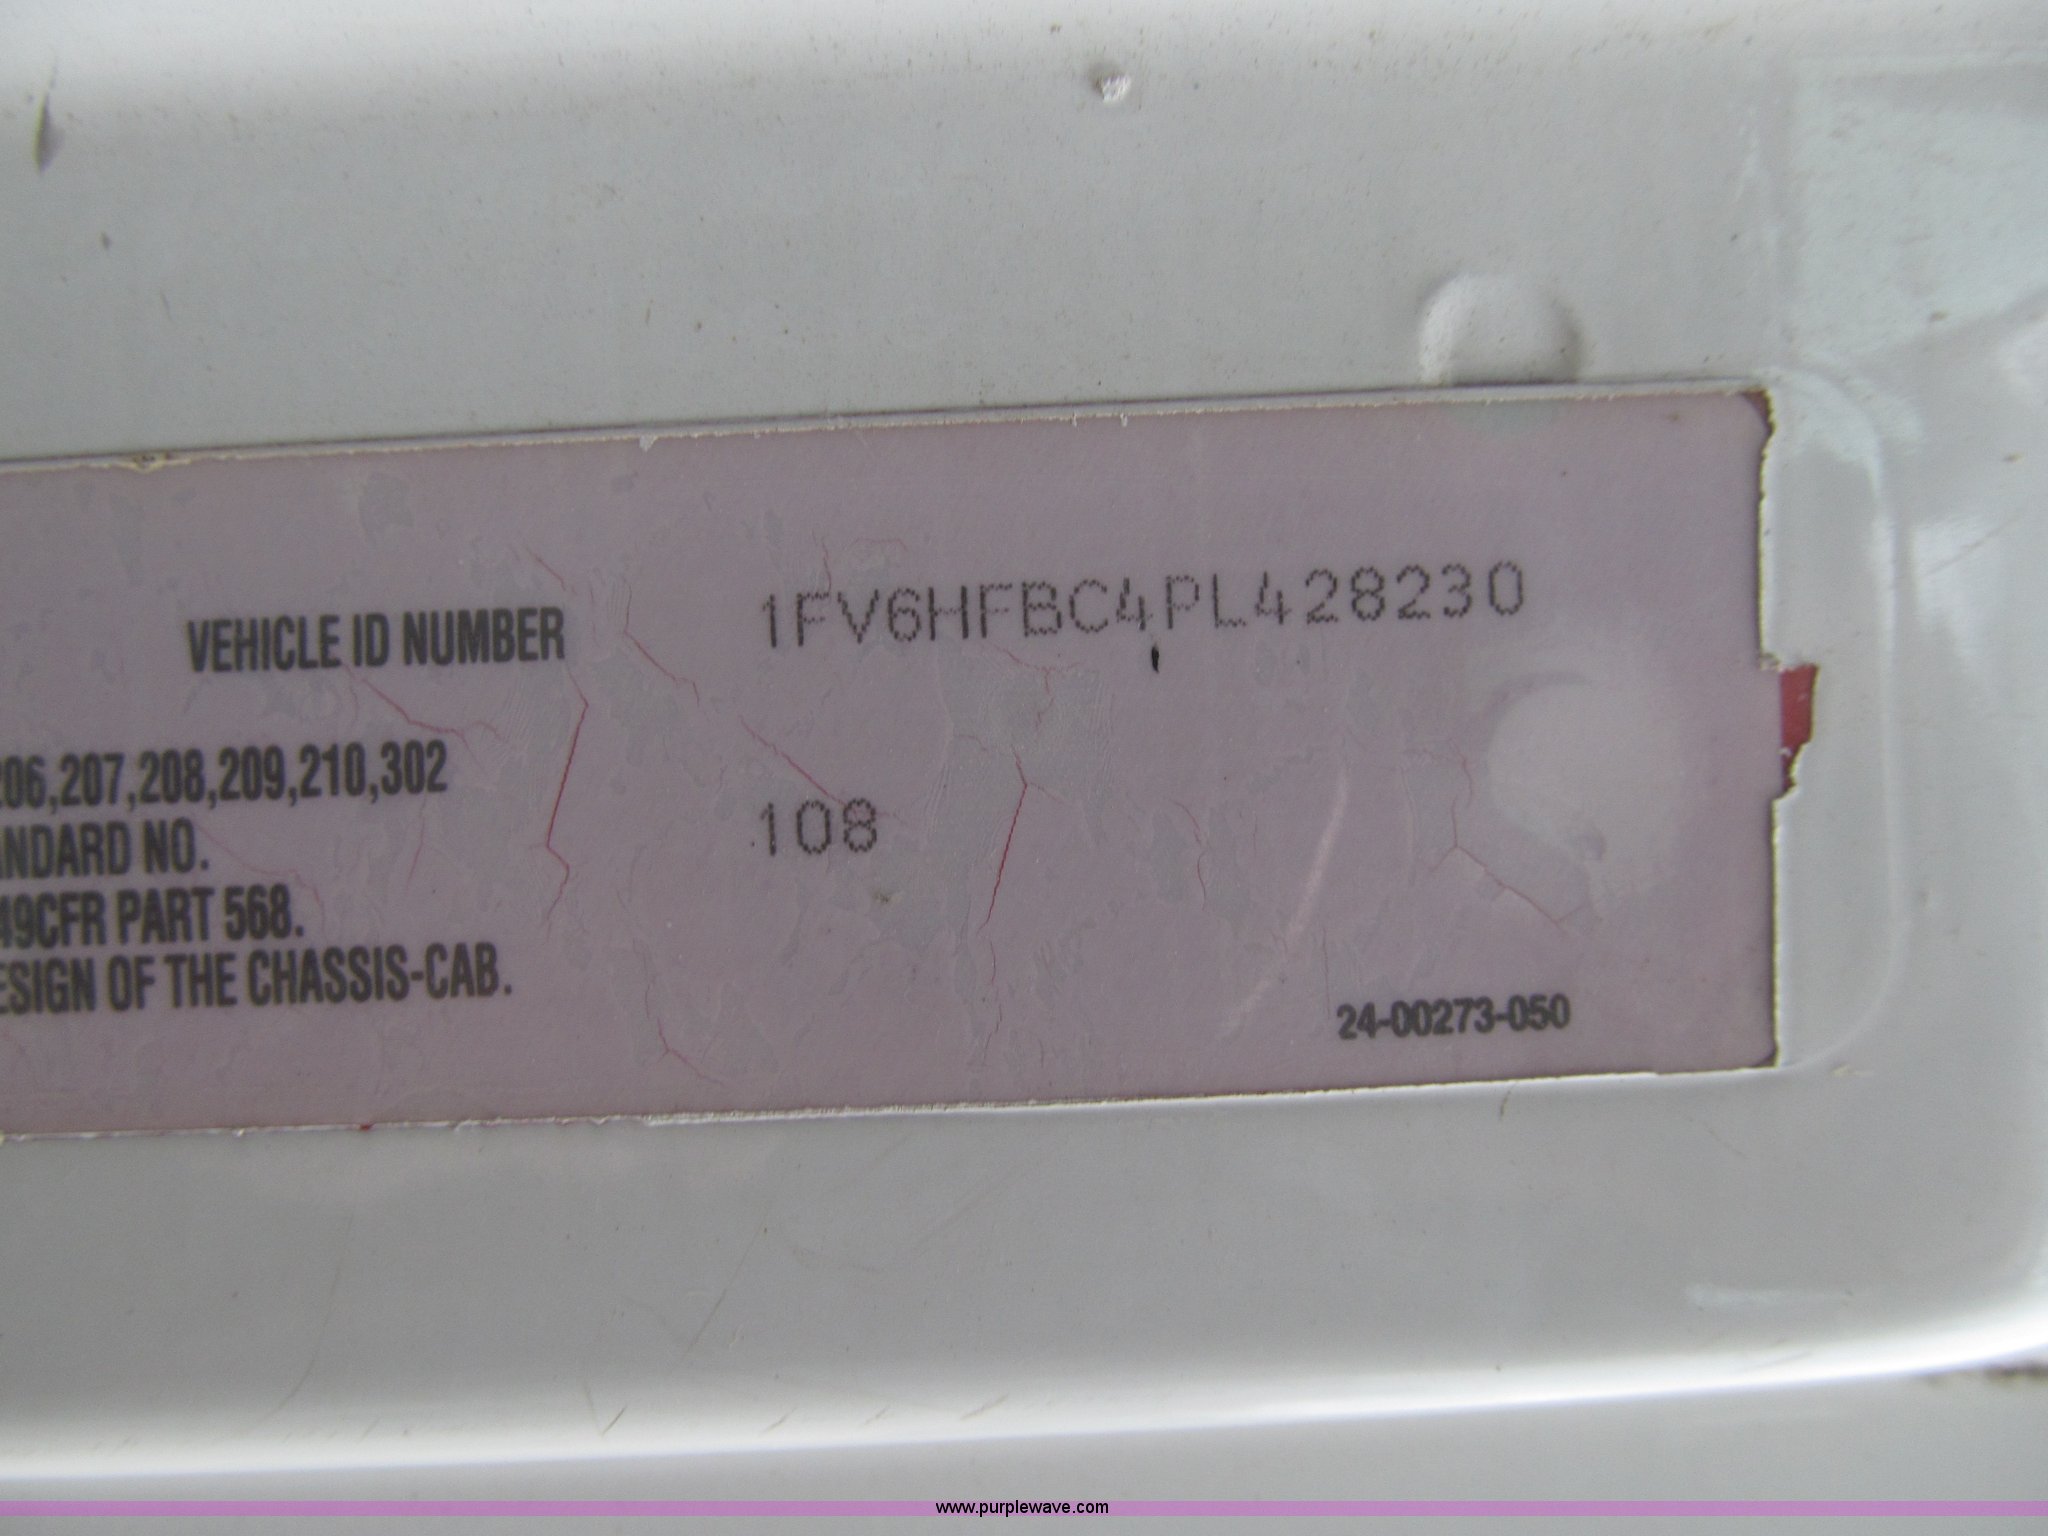 VEHICLE ID NUMBER 1FV6HFBC4PL428230
206,207,208,209,210,302
108
ANDARD NO.
49CFR PART 568.
ESIGN OF THE CHASSIS-CAB.
24-00273-050
www.purplewave.com